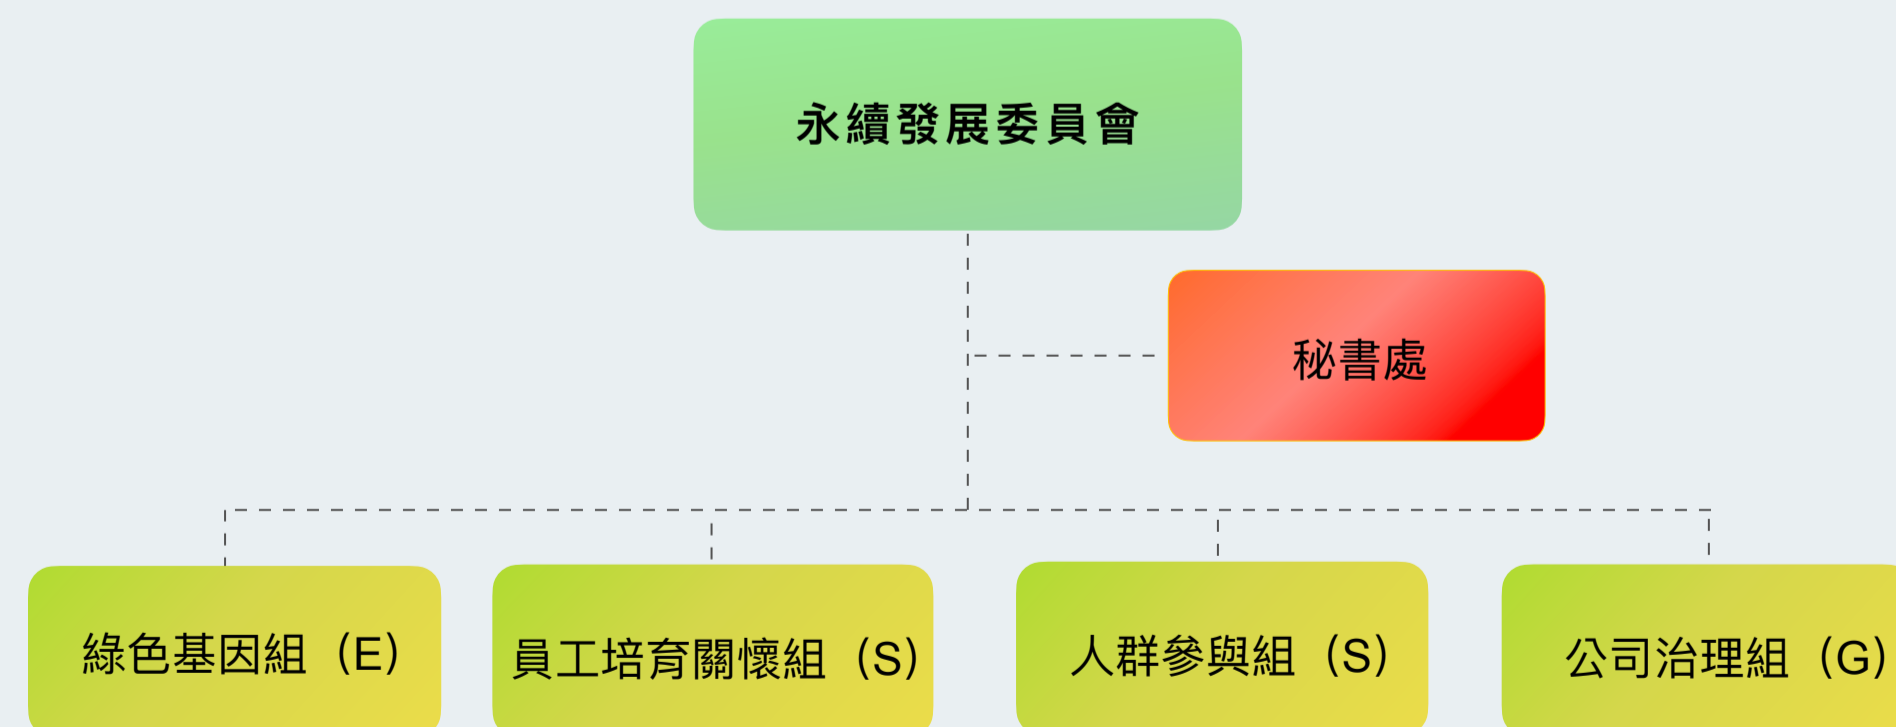 永續發展委員會
秘書處
綠色基因組（E）
員工培育關懷組（S）
人群參與組（S）
公司治理組（G）